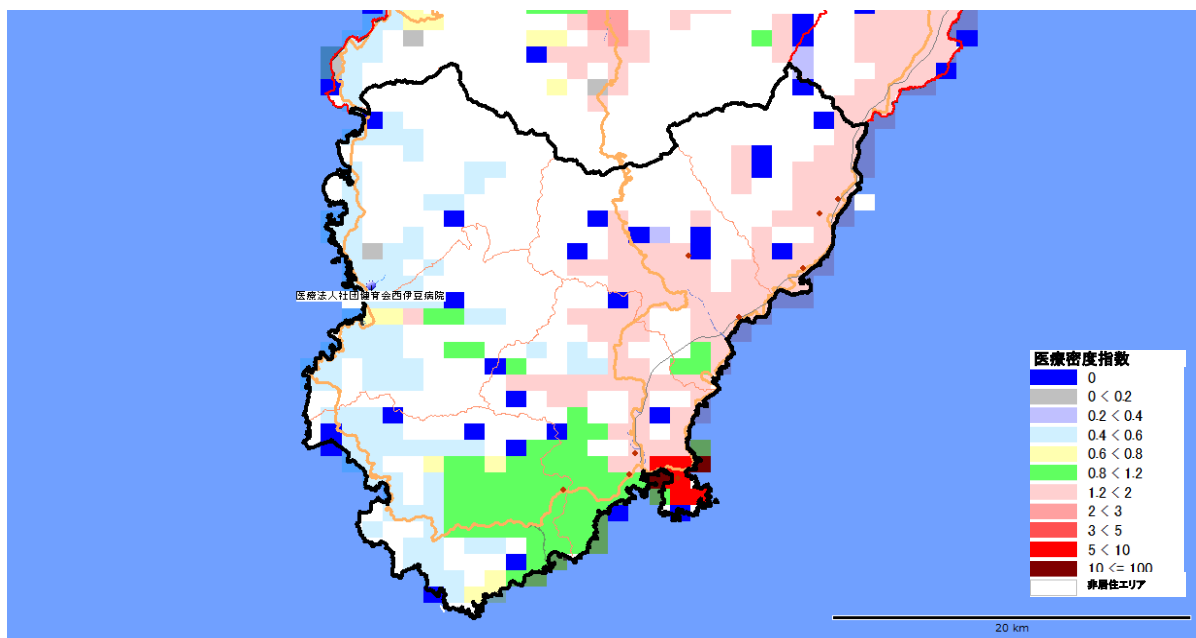 医療法人社団健育会西伊豆病院
医療密度指数
0
0 < 0.2
0.2 < 0.4
0.4 < 0.6
0.6 < 0.8
0.8 < 1.2
1.2 < 2
2 < 3
3 < 5
5 < 10
10 <= 100
非居住エリア
20 km